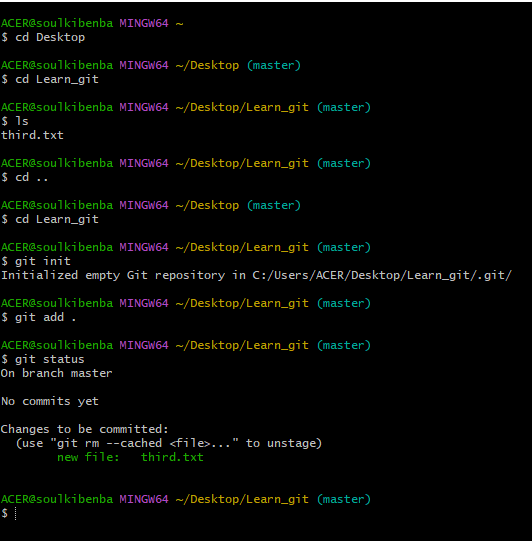 ACER@soulkibenba MINGW64 ~
$ cd Desktop
ACER@soulkibenba MINGW64 ~/Desktop (master)
$ cd Learn_git
ACER@soulkibenba MINGW64 ~/Desktop/Learn_git (master)
$ ls
third.txt
ACER@soulkibenba MINGW64 ~/Desktop/Learn_git (master)
$ cd ..
ACER@soulkibenba MINGW64 ~/Desktop (master)
$ cd Learn_git
ACER@soulkibenba MINGW64 ~/Desktop/Learn_git (master)
$ git init
Initialized empty Git repository in C:/Users/ACER/Desktop/Learn_git/.git/
ACER@soulkibenba MINGW64 ~/Desktop/Learn_git (master)
$ git add .
ACER@soulkibenba MINGW64 ~/Desktop/Learn_git (master)
$ git status
On branch master
No commits yet
Changes to be committed:
  (use "git rm --cached <file>..." to unstage)
        new file:   third.txt
ACER@soulkibenba MINGW64 ~/Desktop/Learn_git (master)
$